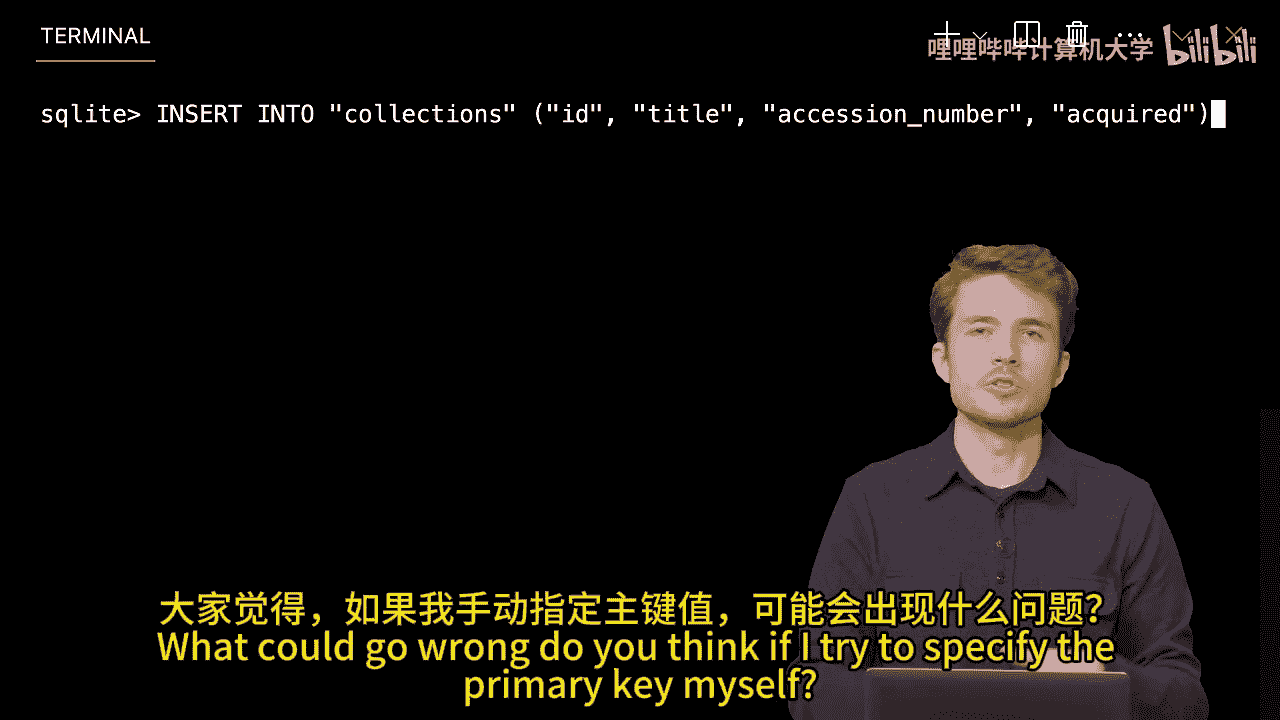 TERMINAL
哩哩哔哔计算机大学 bilibili
sqlite> INSERT INTO "collections" ("id", "title", "accession_number", "acquired")
大家觉得，如果我手动指定主键值，可能会出现什么问题？
What could go wrong do you think if I try to specify the
primary key myself?